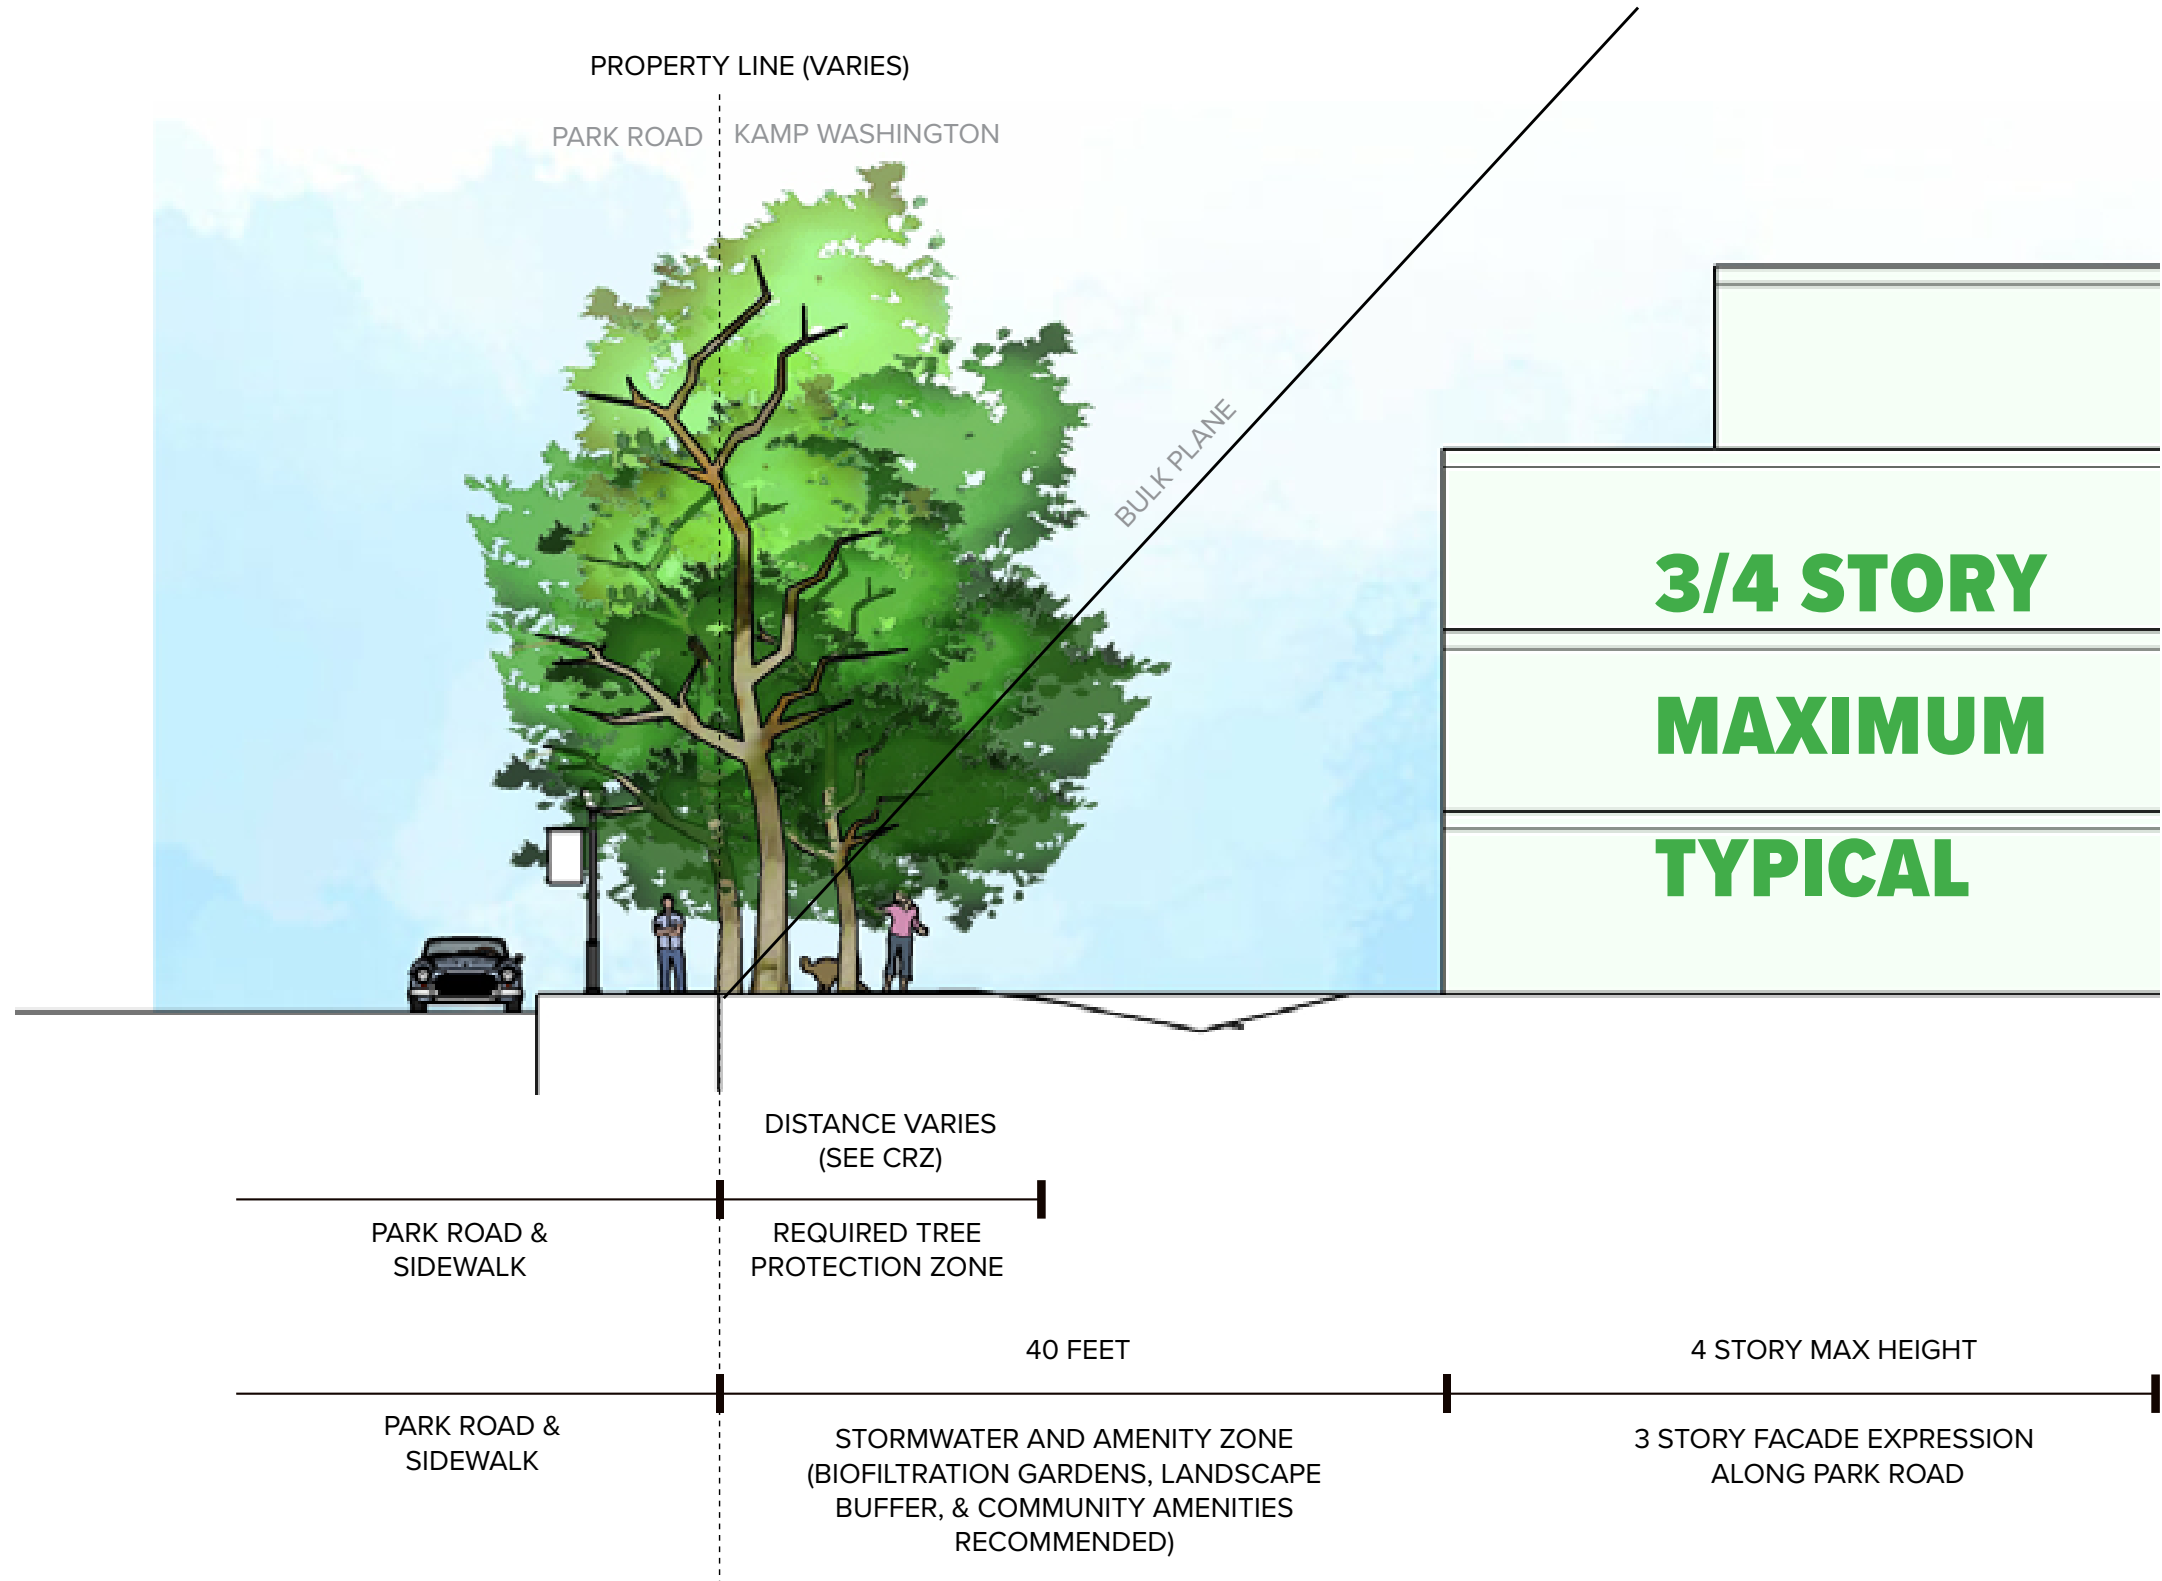 PROPERTY LINE (VARIES)
PARK ROAD
KAMP WASHINGTON
BULK PLANE
3/4 STORY
MAXIMUM
TYPICAL
DISTANCE VARIES
(SEE CRZ)
PARK ROAD &
SIDEWALK
REQUIRED TREE
PROTECTION ZONE
40 FEET
4 STORY MAX HEIGHT
PARK ROAD &
SIDEWALK
STORMWATER AND AMENITY ZONE
(BIOFILTRATION GARDENS, LANDSCAPE
BUFFER, & COMMUNITY AMENITIES
RECOMMENDED)
3 STORY FACADE EXPRESSION
ALONG PARK ROAD